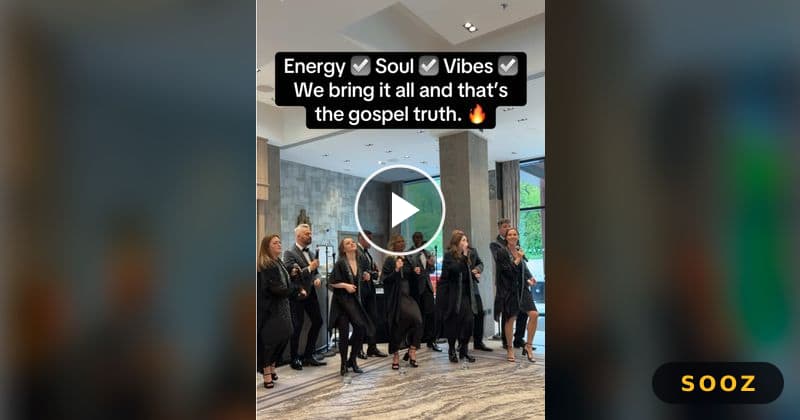 Energy ✅ Soul ✅ Vibes ✅
We bring it all and that’s
the gospel truth. 🔥
SOOZ